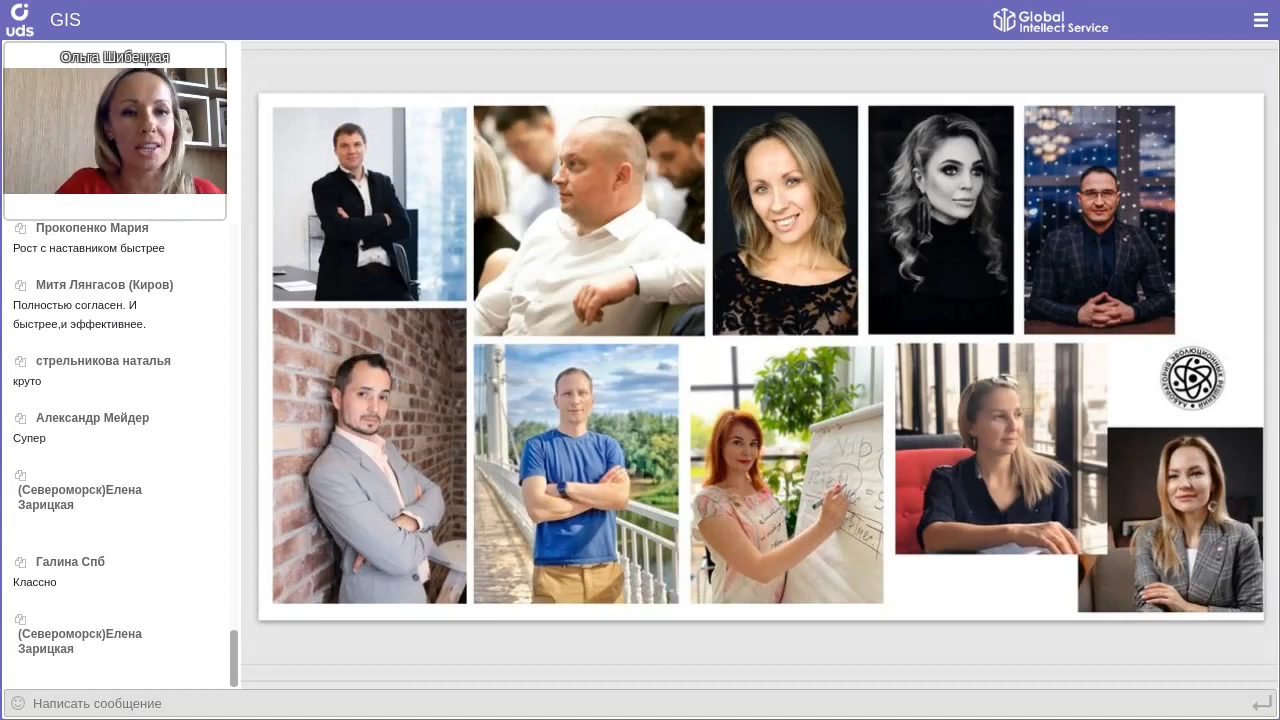 uds
GIS
Global
Intellect Service
Ольга Шибецкая
Прокопенко Мария
Рост с наставником быстрее
Митя Лянгасов (Киров)
Полностью согласен. И
быстрее,и эффективнее.
стрельникова наталья
круто
Александр Мейдер
Супер
(Североморск)Елена
Зарицкая
Галина Спб
Классно
(Североморск)Елена
Зарицкая
Написать сообщение